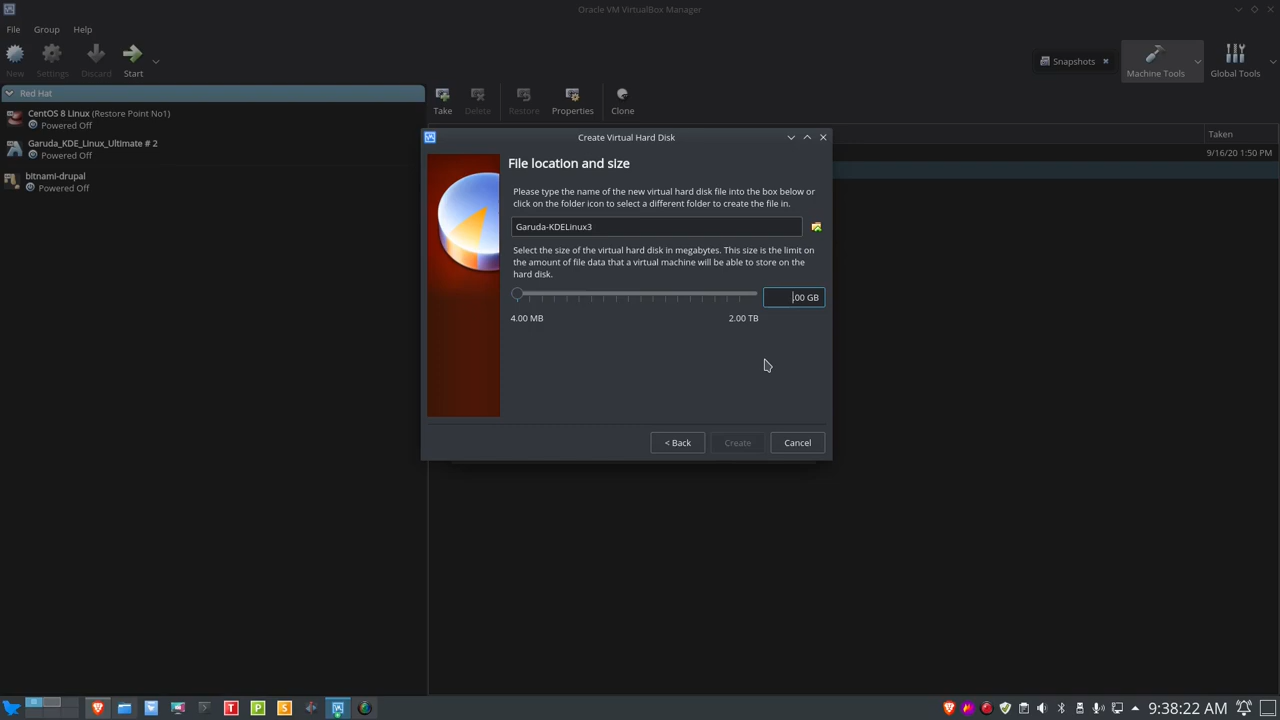 Oracle VM VirtualBox Manager
File Group Help
New Settings Discard Start
Snapshots Machine Tools Global Tools
Red Hat
CentOS 8 Linux (Restore Point No1)
Powered Off
Garuda_KDE_Linux_Ultimate # 2
Powered Off
bitnami-drupal
Powered Off
Take Delete Restore Properties Clone
Taken
9/16/20 1:50 PM
Create Virtual Hard Disk
File location and size
Please type the name of the new virtual hard disk file into the box below or
click on the folder icon to select a different folder to create the file in.
Garuda-KDELinux3
Select the size of the virtual hard disk in megabytes. This size is the limit on
the amount of file data that a virtual machine will be able to store on the
hard disk.
.00 GB
4.00 MB 2.00 TB
< Back Create Cancel
T P S
9:38:22 AM